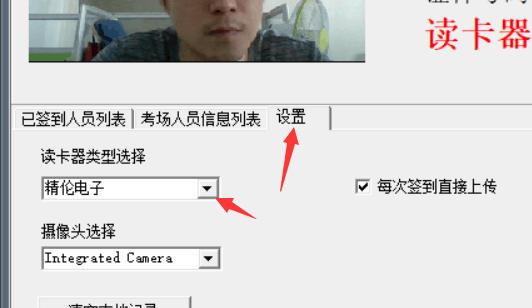 读卡器
已签到人员列表 考场人员信息列表 设置
读卡器类型选择
精伦电子
每次签到直接上传
摄像头选择
Integrated Camera